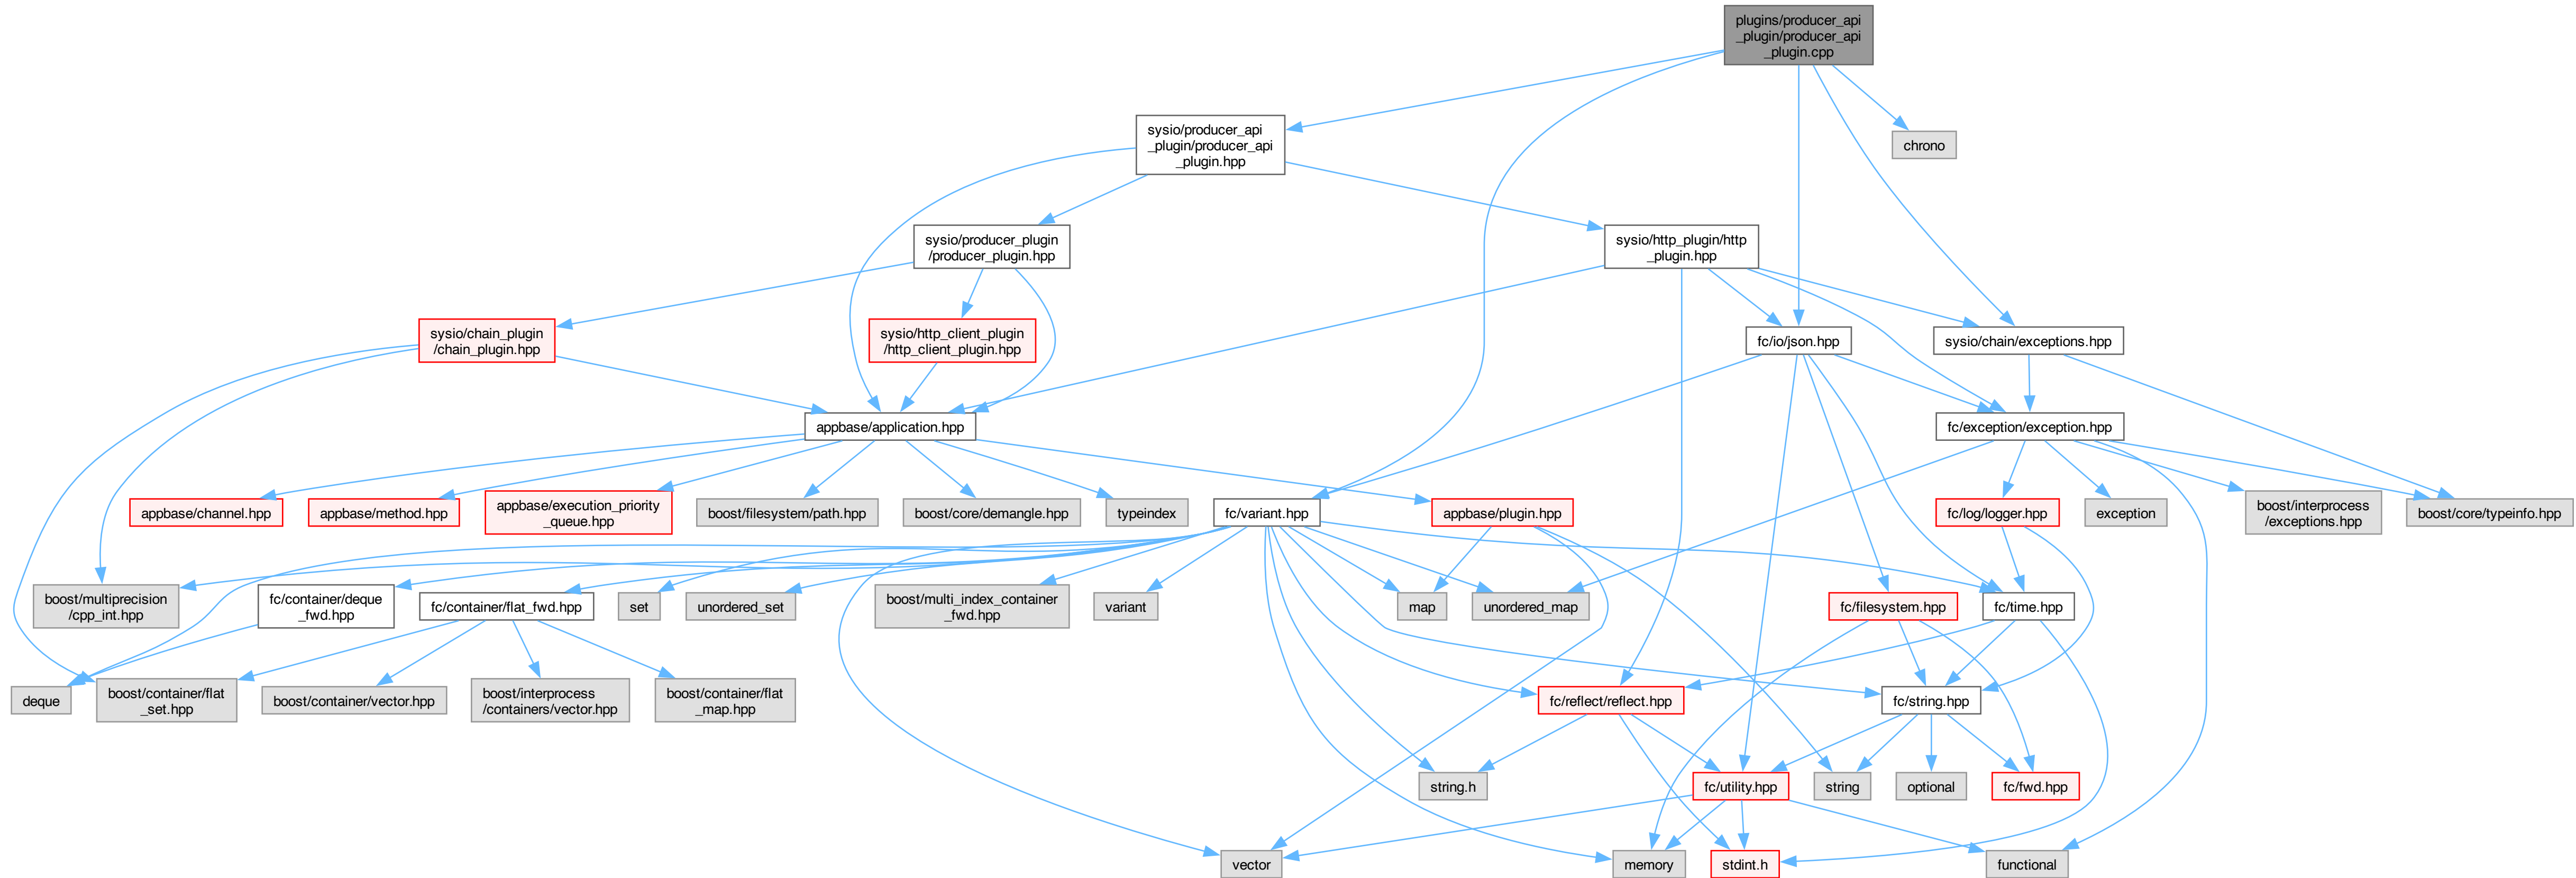 plugins/producer_api
_plugin/producer_api
_plugin.cpp
sysio/producer_api
_plugin/producer_api
_plugin.hpp
chrono
sysio/producer_plugin
/producer_plugin.hpp
sysio/http_plugin/http
_plugin.hpp
sysio/chain_plugin
/chain_plugin.hpp
sysio/http_client_plugin
/http_client_plugin.hpp
fc/io/json.hpp
sysio/chain/exceptions.hpp
appbase/application.hpp
fc/exception/exception.hpp
appbase/channel.hpp
appbase/method.hpp
appbase/execution_priority
_queue.hpp
boost/filesystem/path.hpp
boost/core/demangle.hpp
typeindex
fc/variant.hpp
appbase/plugin.hpp
fc/log/logger.hpp
exception
boost/interprocess
/exceptions.hpp
boost/core/typeinfo.hpp
boost/multiprecision
/cpp_int.hpp
fc/container/deque
_fwd.hpp
fc/container/flat_fwd.hpp
set
unordered_set
boost/multi_index_container
_fwd.hpp
variant
map
unordered_map
fc/filesystem.hpp
fc/time.hpp
deque
boost/container/flat
_set.hpp
boost/container/vector.hpp
boost/interprocess
/containers/vector.hpp
boost/container/flat
_map.hpp
fc/reflect/reflect.hpp
fc/string.hpp
string.h
fc/utility.hpp
string
optional
fc/fwd.hpp
vector
memory
stdint.h
functional